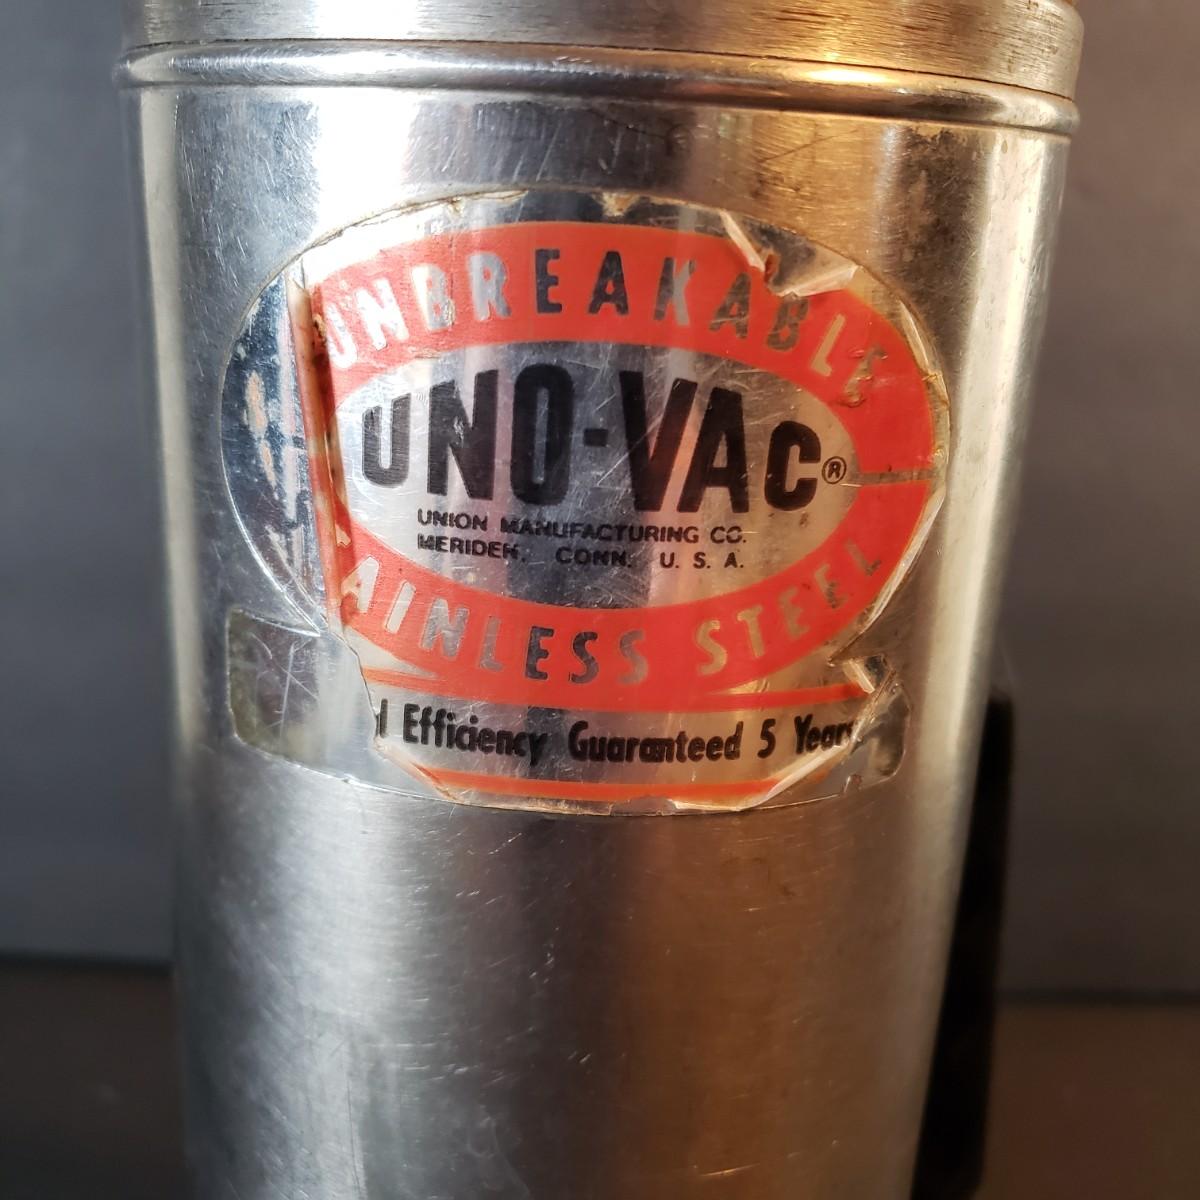 UNBREAKABLE
UNO-VAC®
UNION MANUFACTURING CO.
MERIDEN, CONN. U. S. A.
AINLESS STEEL
l Efficiency Guaranteed 5 Years